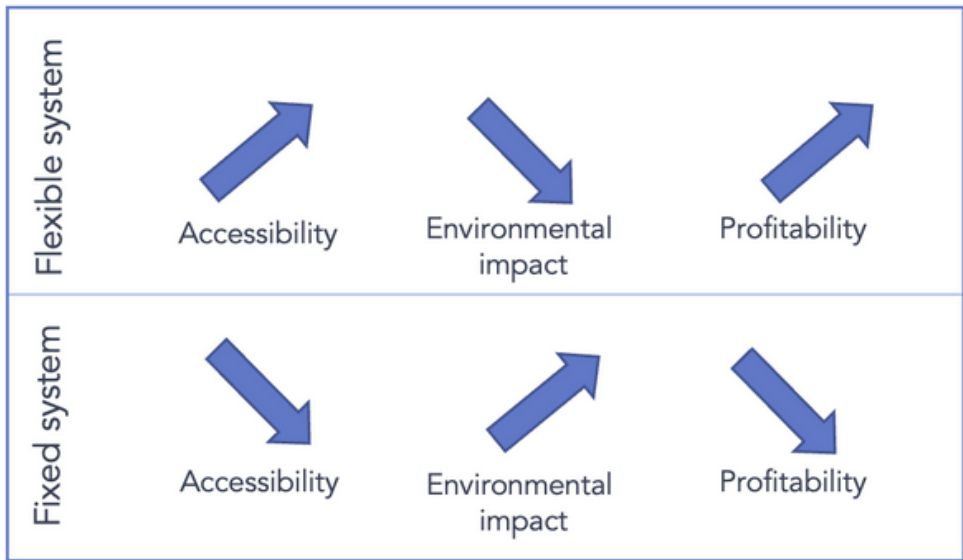 Flexible system
Accessibility
Environmental
impact
Profitability
Fixed system
Accessibility
Environmental
impact
Profitability